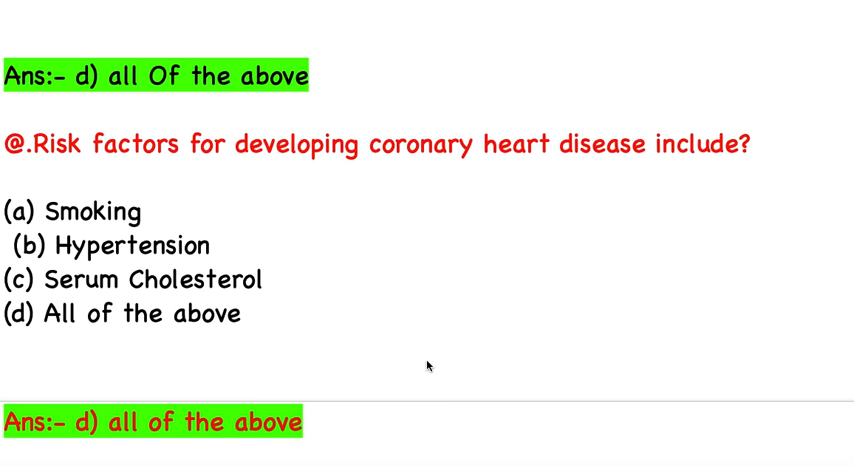 Ans:- d) all Of the above
@.Risk factors for developing coronary heart disease include?
(a) Smoking
(b) Hypertension
(c) Serum Cholesterol
(d) All of the above
Ans:- d) all of the above